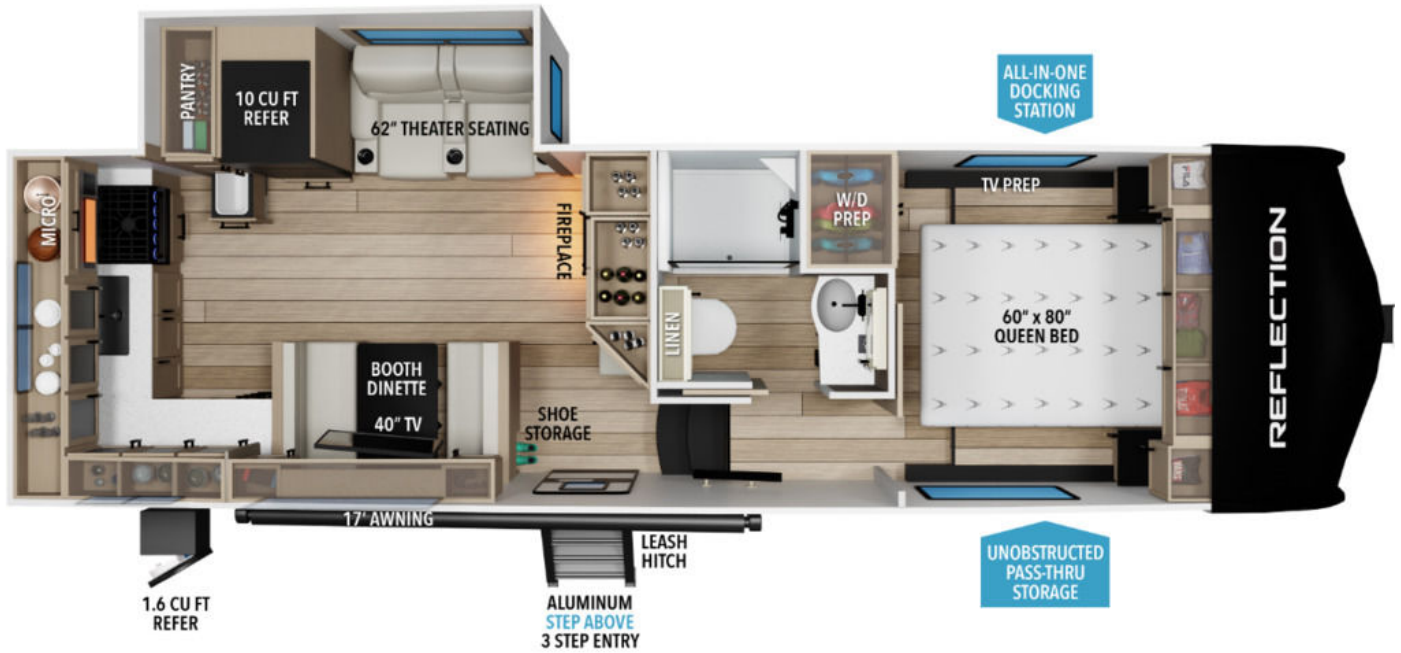 ALL-IN-ONE
DOCKING
STATION
PANTRY
10 CU FT
REFER
62" THEATER SEATING
MICRO
FIREPLACE
W/D
PREP
TV PREP
LINEN
60" x 80"
QUEEN BED
REFLECTION
BOOTH
DINETTE
40" TV
SHOE
STORAGE
17' AWNING
LEASH
HITCH
1.6 CU FT
REFER
ALUMINUM
STEP ABOVE
3 STEP ENTRY
UNOBSTRUCTED
PASS-THRU
STORAGE